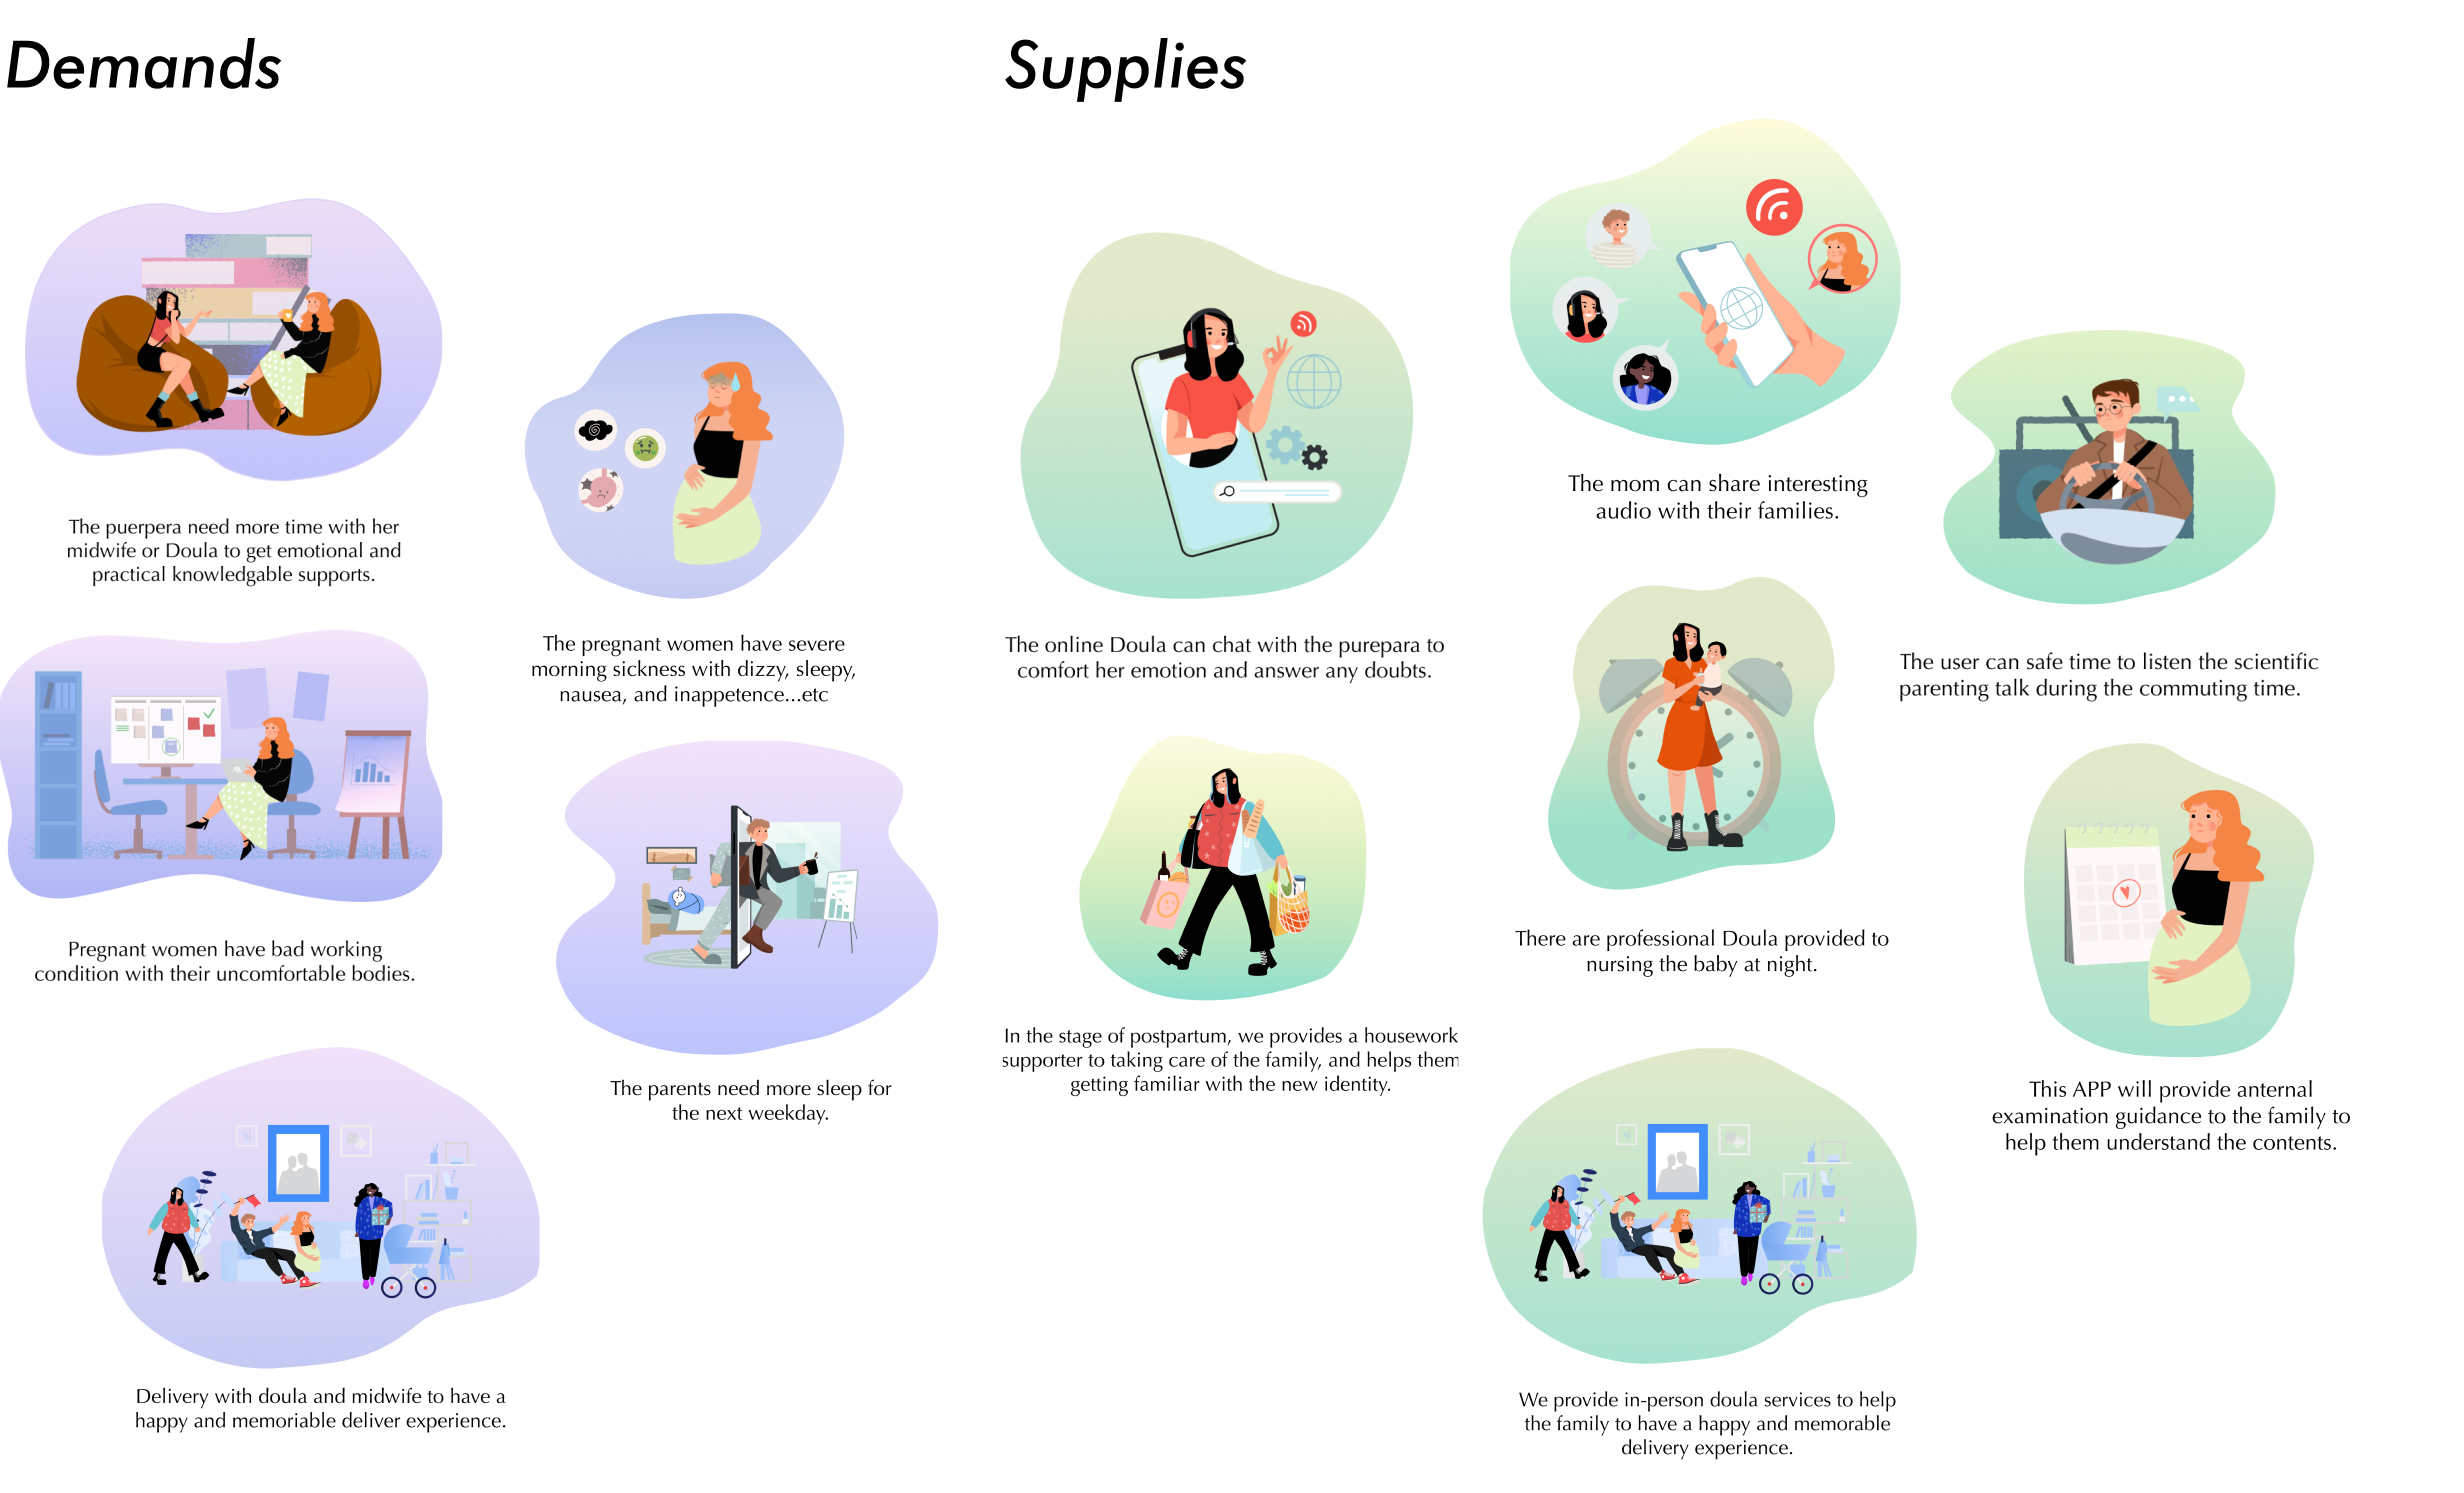 Demands
The puerpera need more time with her
midwife or Doula to get emotional and
practical knowledgable supports.
The pregnant women have severe
morning sickness with dizzy, sleepy,
nausea, and inappetence...etc
Pregnant women have bad working
condition with their uncomfortable bodies.
The parents need more sleep for
the next weekday.
Delivery with doula and midwife to have a
happy and memoriable deliver experience.
Supplies
The online Doula can chat with the purepara to
comfort her emotion and answer any doubts.
The mom can share interesting
audio with their families.
The user can safe time to listen the scientific
parenting talk during the commuting time.
In the stage of postpartum, we provides a housework
supporter to taking care of the family, and helps them
getting familiar with the new identity.
There are professional Doula provided to
nursing the baby at night.
This APP will provide anternal
examination guidance to the family to
help them understand the contents.
We provide in-person doula services to help
the family to have a happy and memorable
delivery experience.